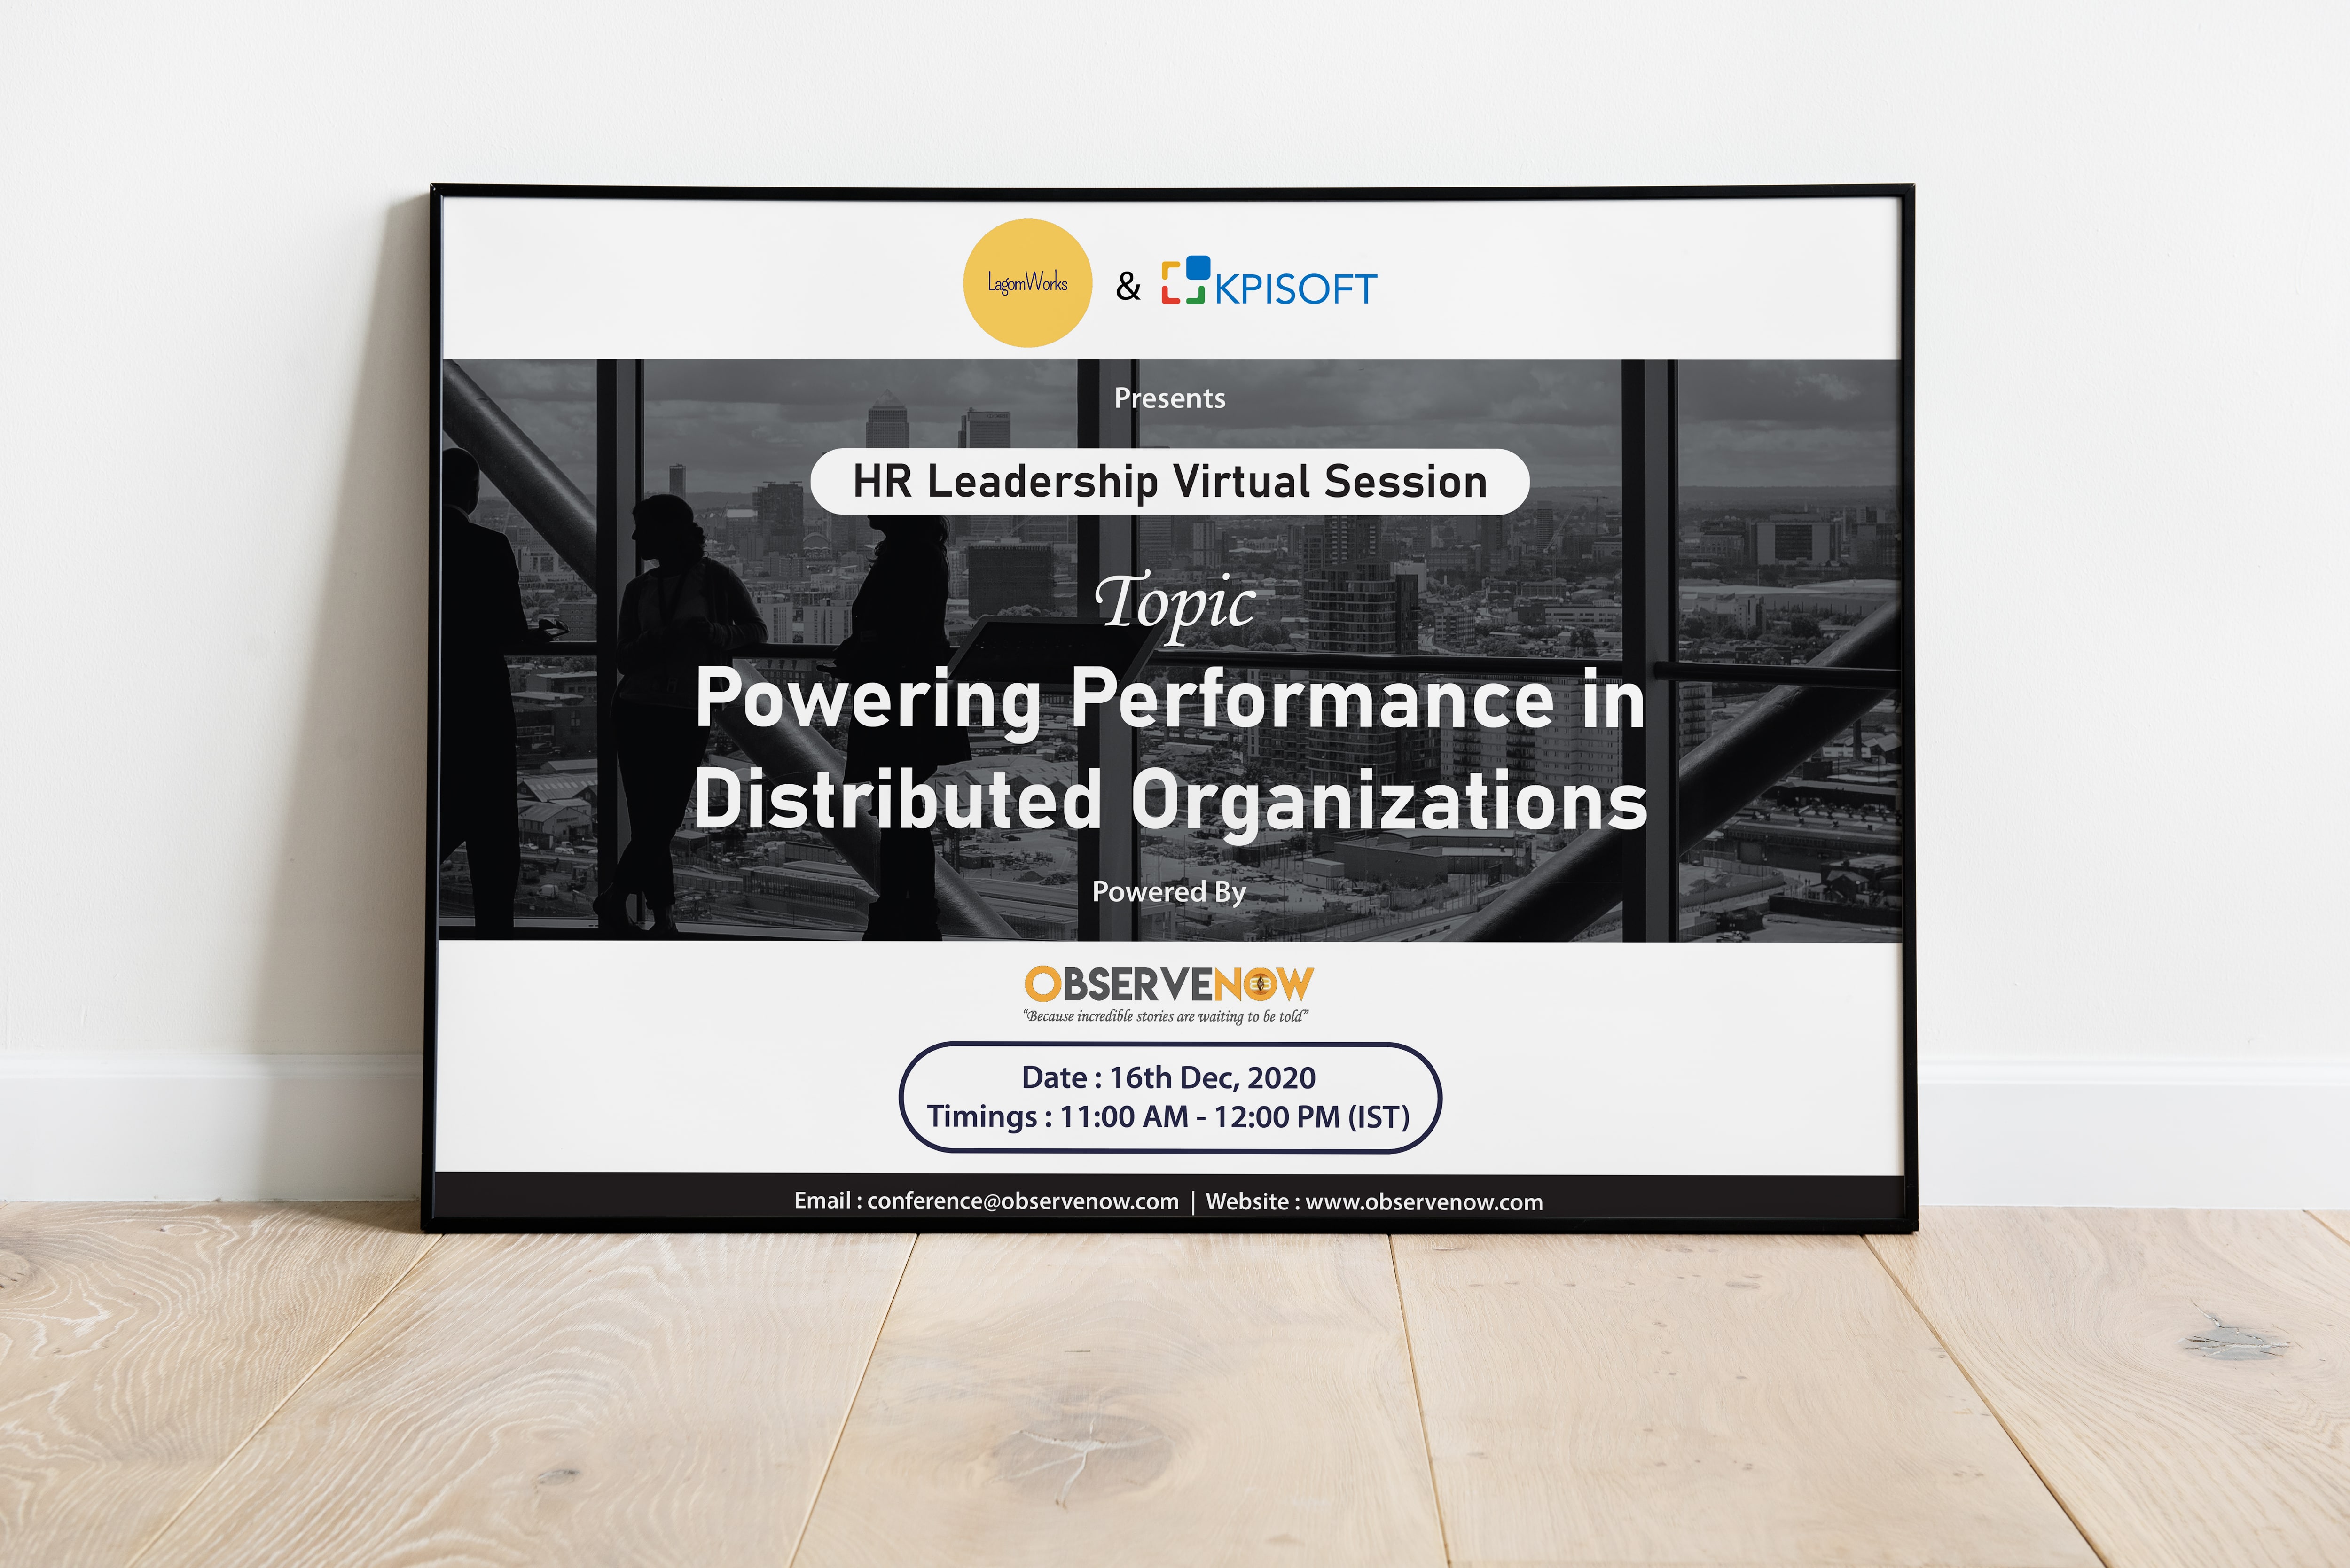 LagomWorks & KPISOFT
Presents
HR Leadership Virtual Session
Topic
Powering Performance in
Distributed Organizations
Powered By
OBSERVENOW
“Because incredible stories are waiting to be told”
Date : 16th Dec, 2020
Timings : 11:00 AM - 12:00 PM (IST)
Email : conference@observenow.com | Website : www.observenow.com